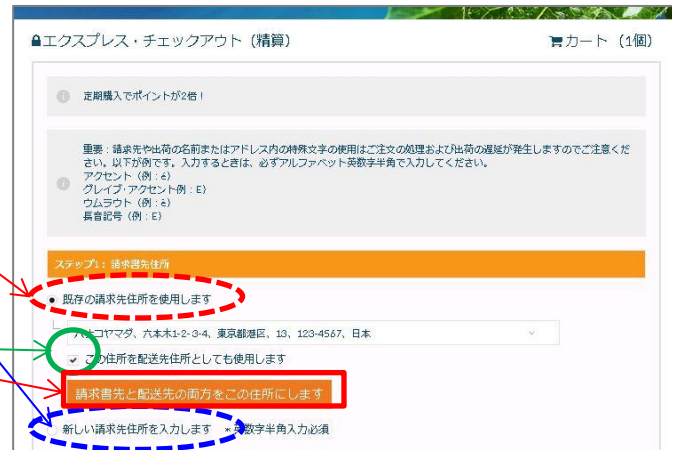 エクスプレス・チェックアウト（精算）
カート（1個)
定期購入でポイントが2倍！
重要：請求先や出荷の名前またはアドレス内の特殊文字の使用はご注文の処理および出荷の遅延が発生しますのでご注意くだ
さい。以下が例です。入力するときは、必ずアルファベット英数字半角で入力してください。
アクセント（例：é）
グレイブ·アクセント例：E）
ウムラウト（例：ë）
長音記号（例：E）
ステップ1：請求書先住所
既存の請求先住所を使用します
コヤマダ、六本木1-2-3-4、東京都港区、13、123-4567、日本
この住所を配送先住所としても使用します
請求書先と配送先の両方をこの住所にします
新しい請求先住所を入力します ＊英数字半角入力必須